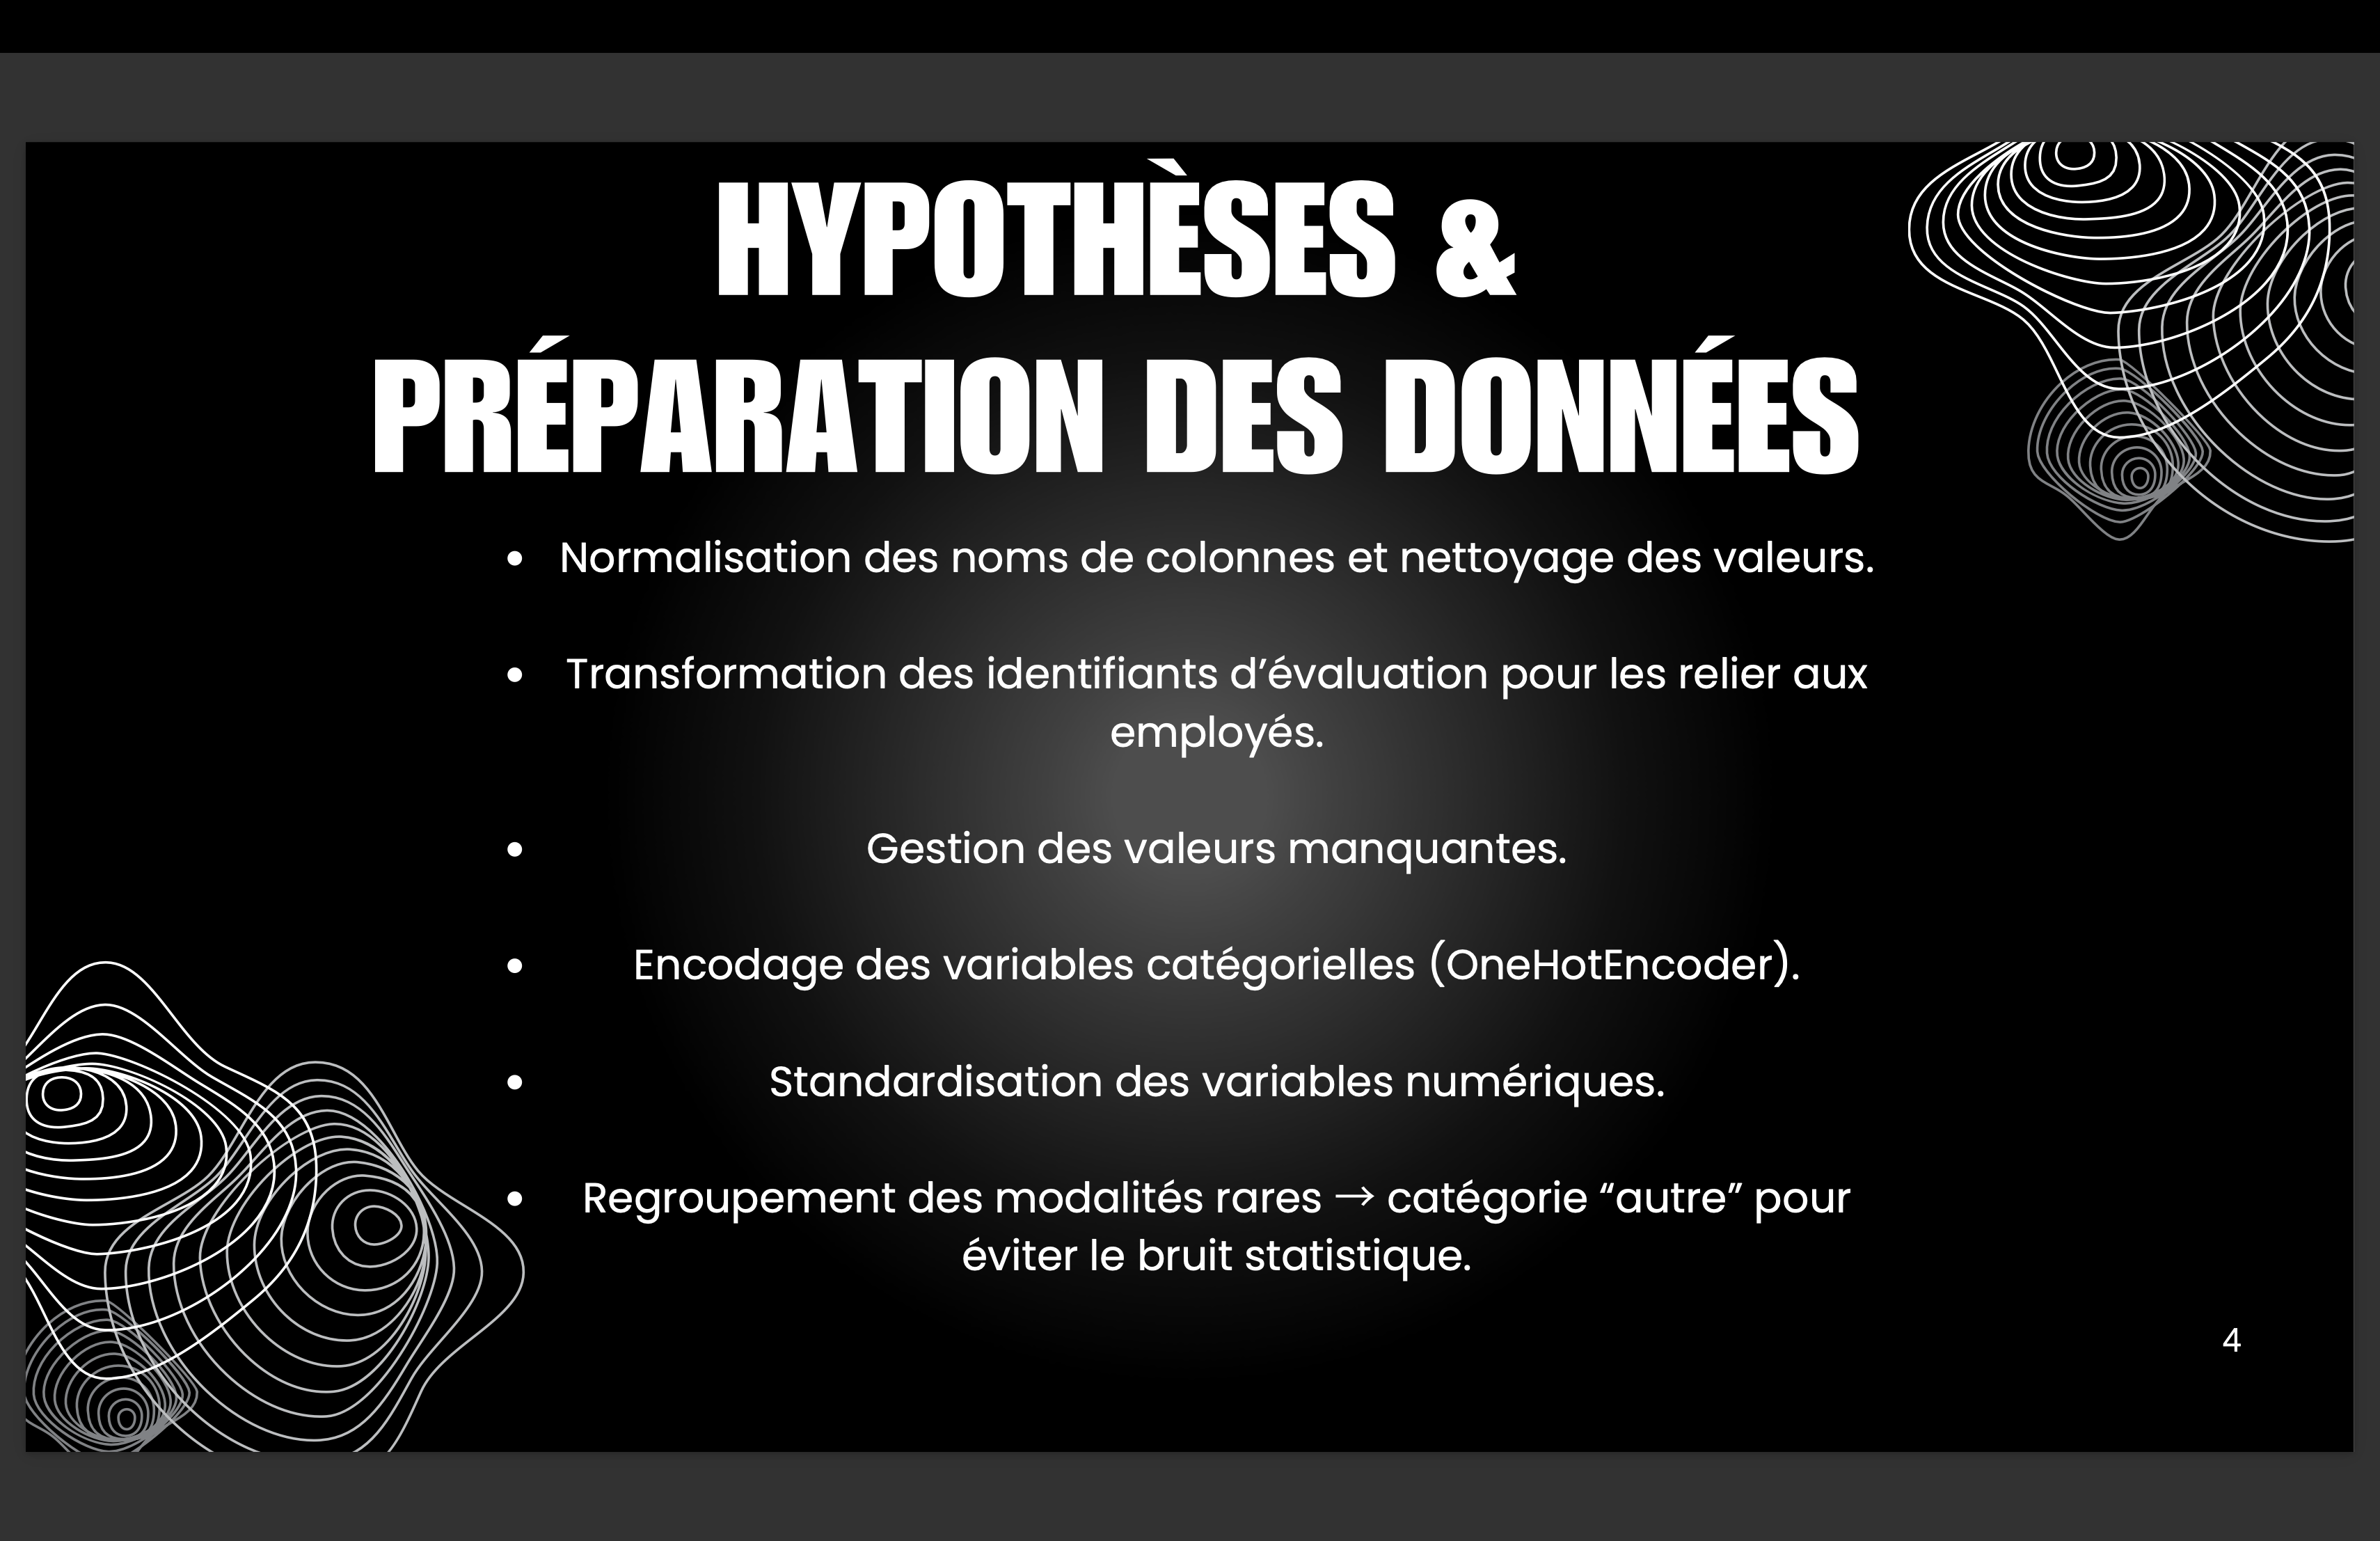 HYPOTHÈSES &
PRÉPARATION DES DONNÉES
• Normalisation des noms de colonnes et nettoyage des valeurs.
• Transformation des identifiants d’évaluation pour les relier aux
employés.
• Gestion des valeurs manquantes.
• Encodage des variables catégorielles (OneHotEncoder).
• Standardisation des variables numériques.
• Regroupement des modalités rares → catégorie “autre” pour
éviter le bruit statistique.
4